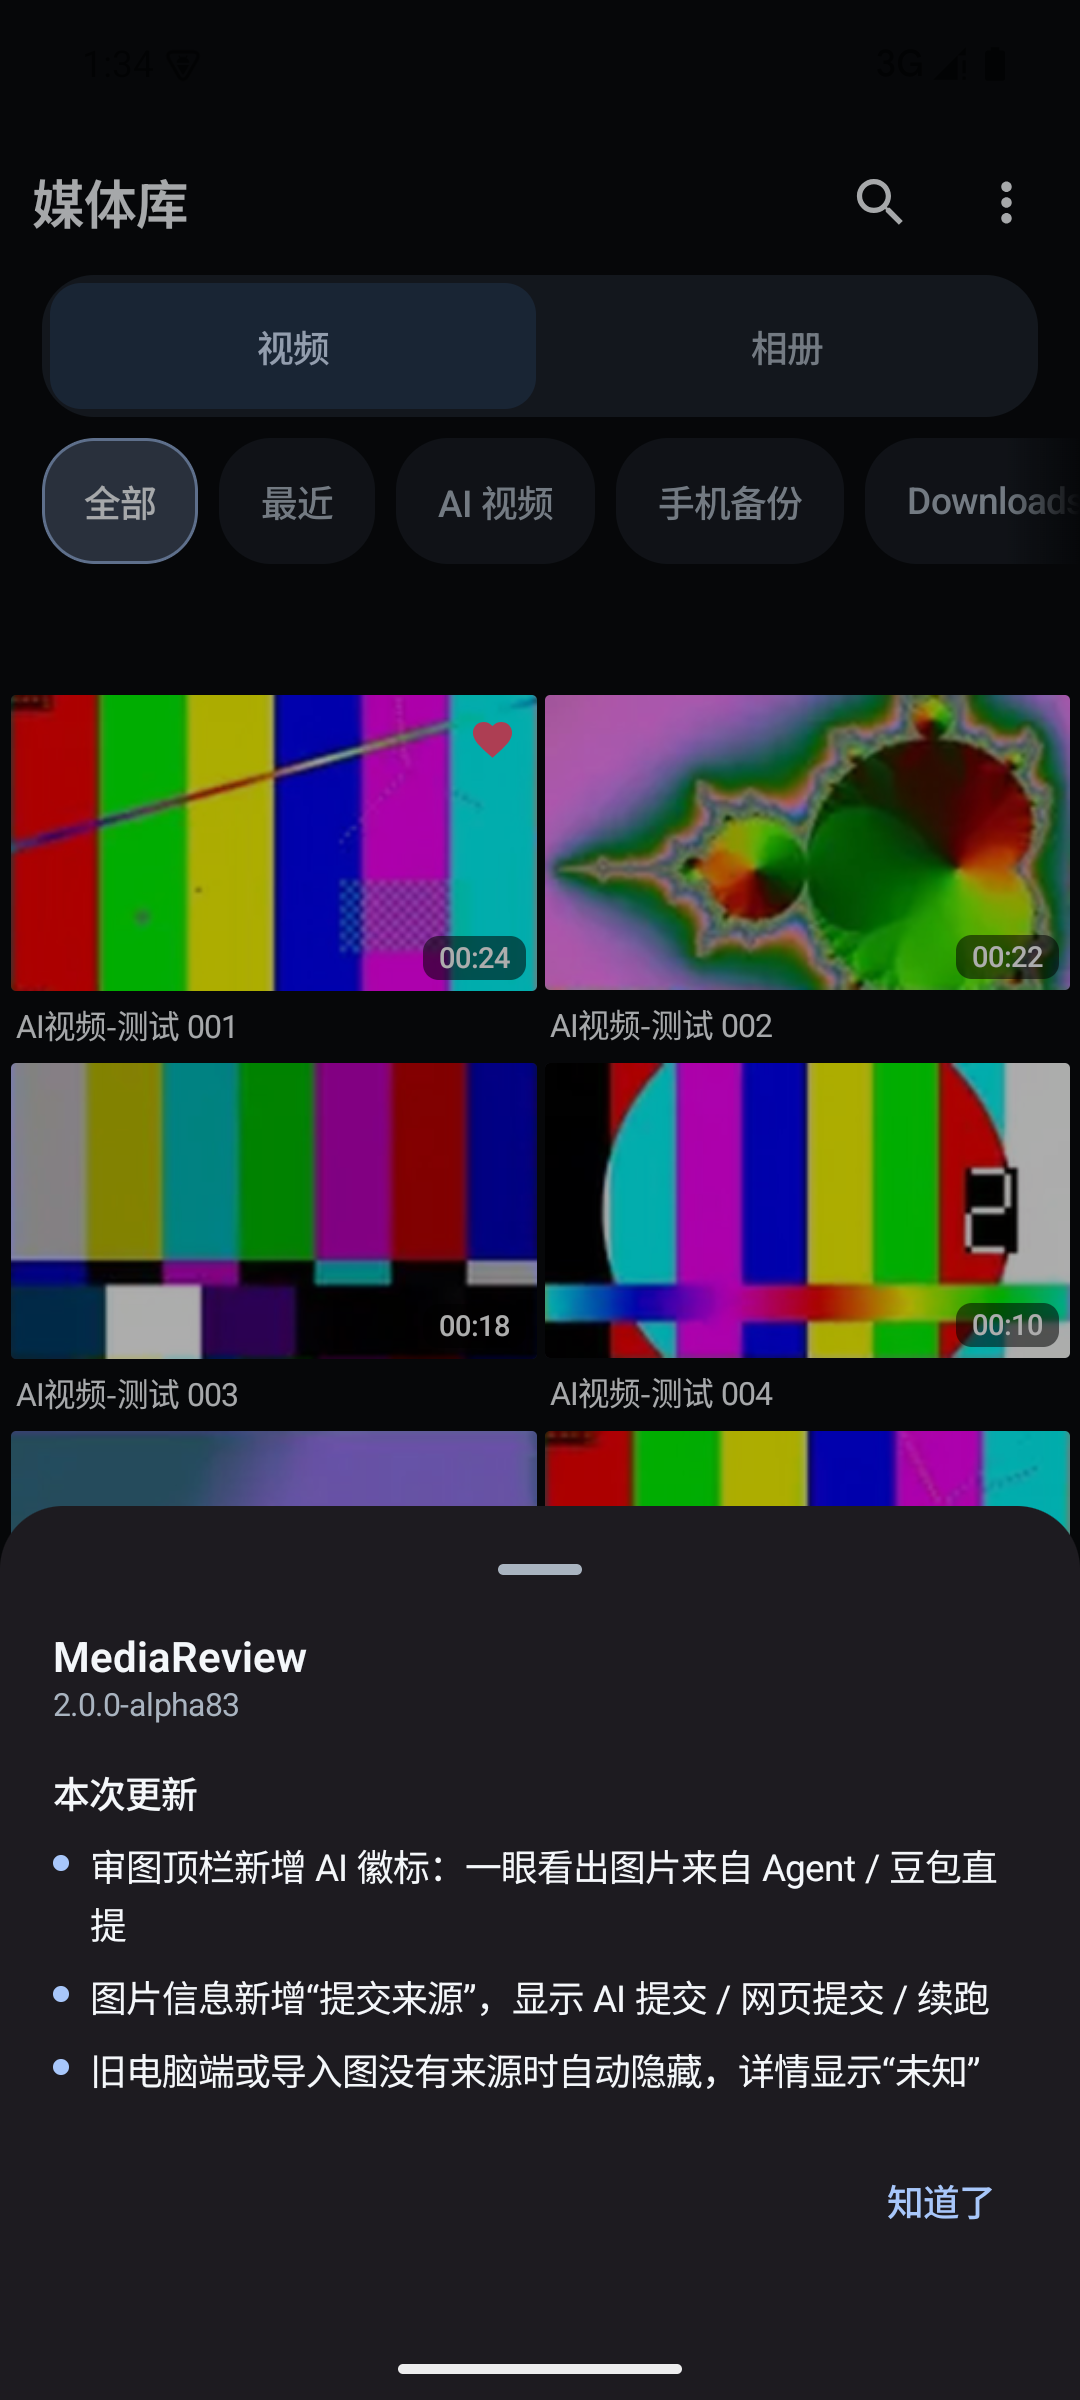 1:34
3G
媒体库
视频
相册
全部
最近
AI 视频
手机备份
Downloads
00:24
00:22
AI视频-测试 001
AI视频-测试 002
2
00:18
00:10
AI视频-测试 003
AI视频-测试 004
MediaReview
2.0.0-alpha83
本次更新
审图顶栏新增 AI 徽标：一眼看出图片来自 Agent / 豆包直
提
图片信息新增“提交来源”，显示 AI 提交 / 网页提交 / 续跑
旧电脑端或导入图没有来源时自动隐藏，详情显示“未知”
知道了